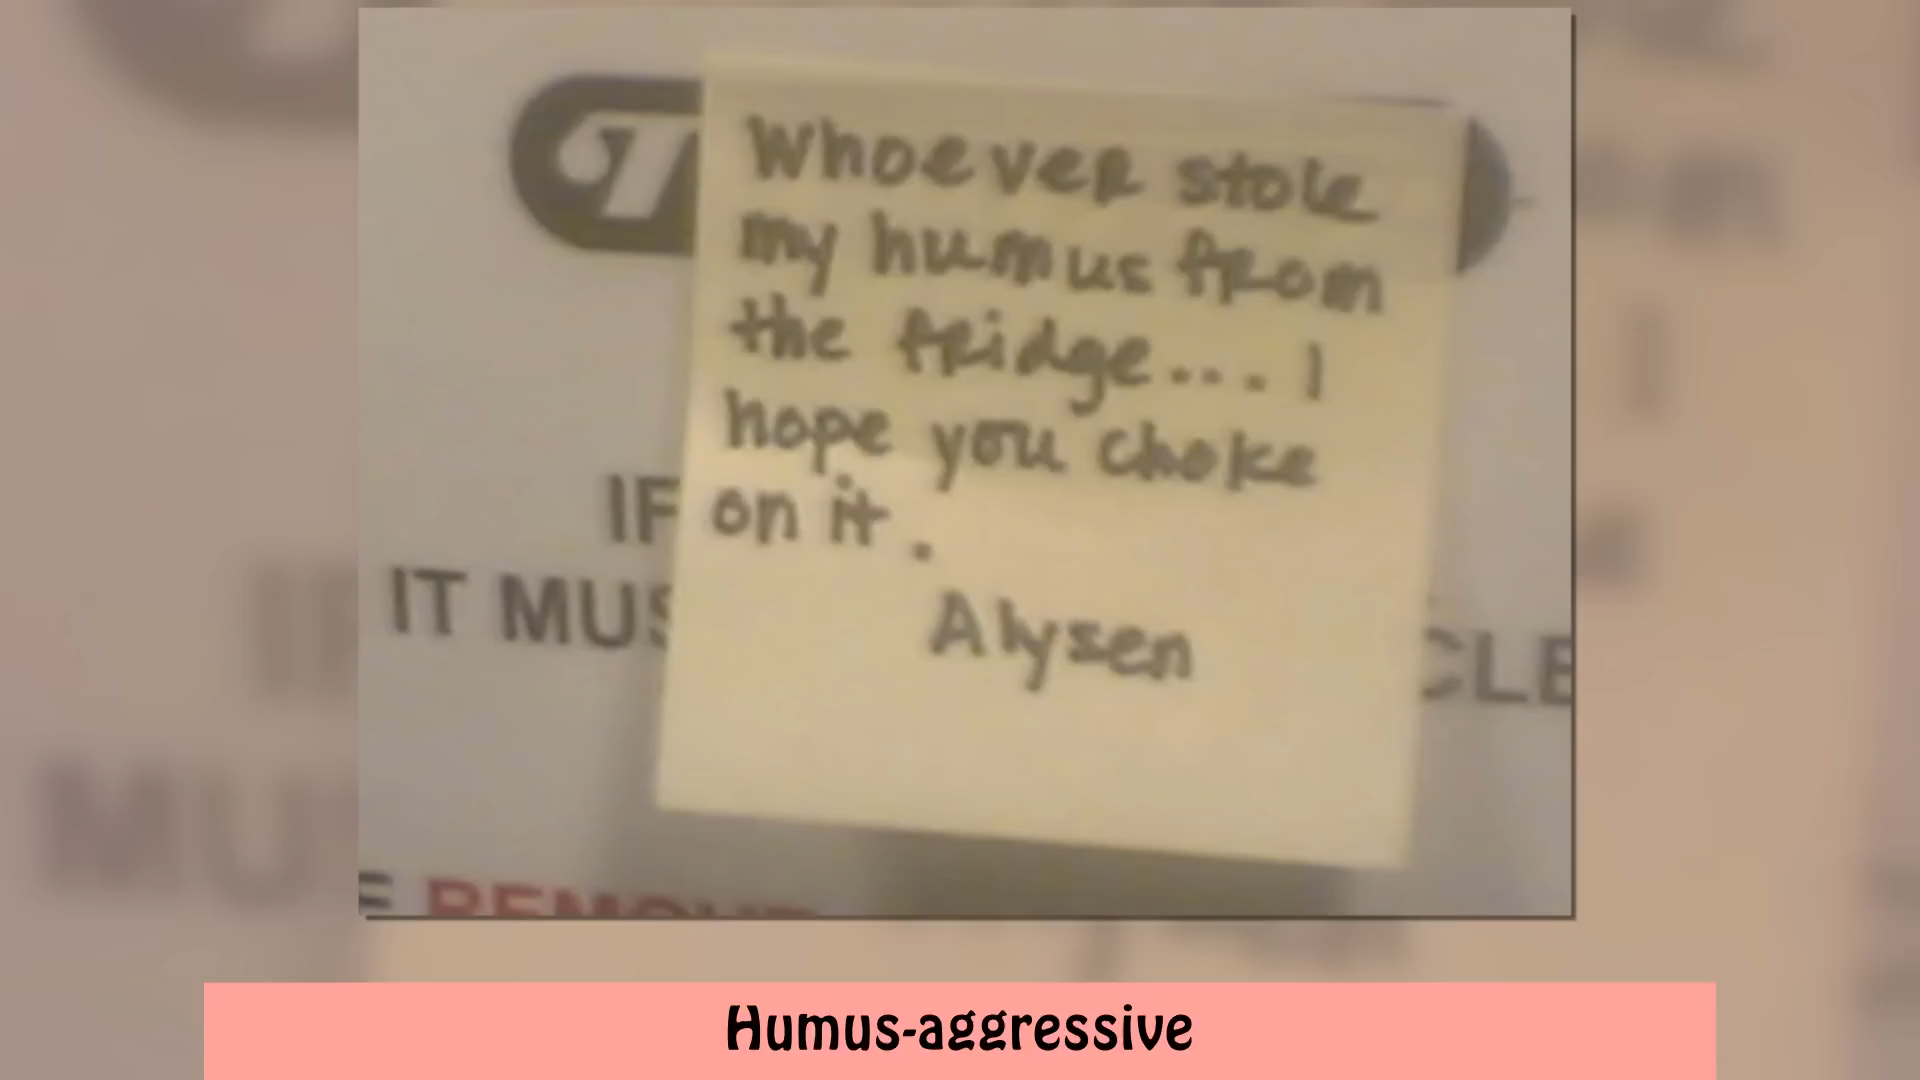 Whoever stole
my humus from
the fridge... I
hope you choke
on it.
Alysen
IF
IT MUS
CLE
REMOVE
Humus-aggressive